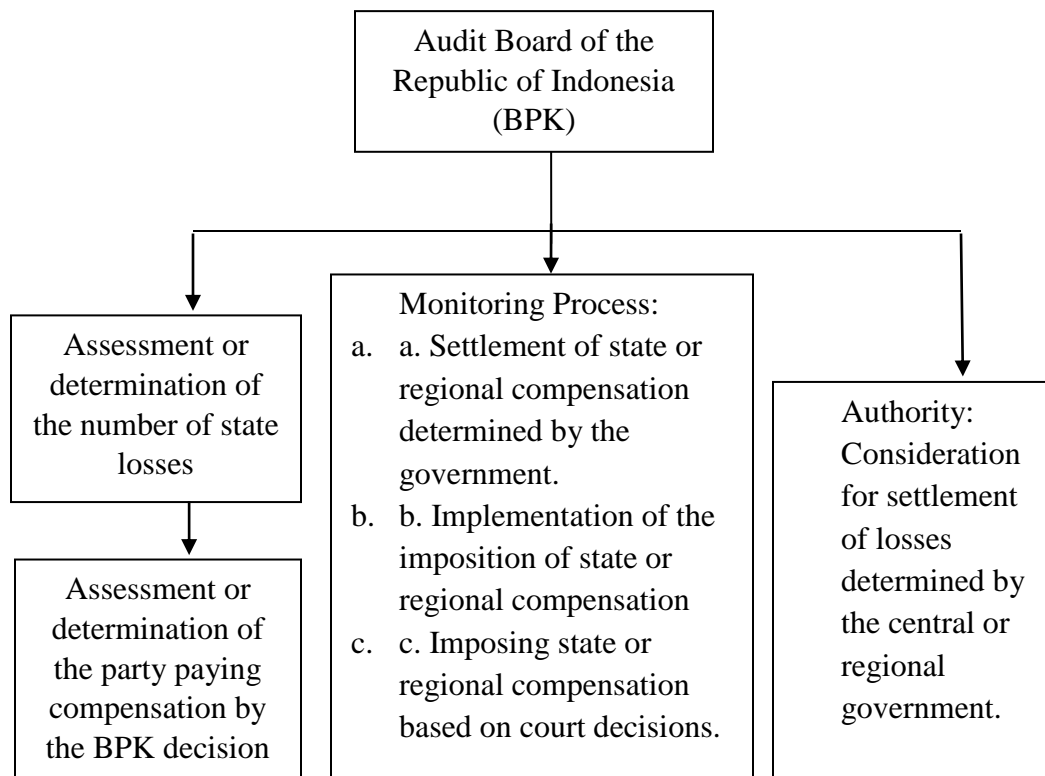 Audit Board of the
Republic of Indonesia
(BPK)
Assessment or
determination of
the number of state
losses
Assessment or
determination of
the party paying
compensation by
the BPK decision
Monitoring Process:
a. a. Settlement of state or
regional compensation
determined by the
government.
b. b. Implementation of the
imposition of state or
regional compensation
c. c. Imposing state or
regional compensation
based on court decisions.
Authority:
Consideration
for settlement
of losses
determined by
the central or
regional
government.